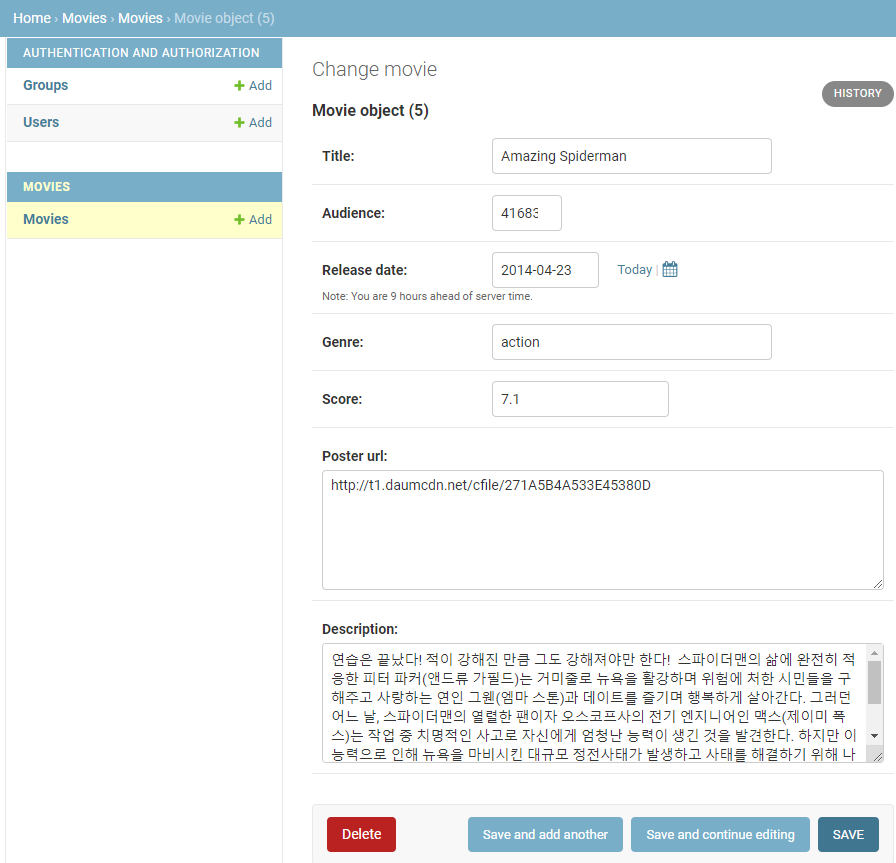 Home › Movies › Movies › Movie object (5)
AUTHENTICATION AND AUTHORIZATION
Groups + Add
Users + Add
MOVIES
Movies + Add
Change movie
HISTORY
Movie object (5)
Title: Amazing Spiderman
Audience: 41683
Release date: 2014-04-23 Today |
Note: You are 9 hours ahead of server time.
Genre: action
Score: 7.1
Poster url:
http://t1.daumcdn.net/cfile/271A5B4A533E45380D
Description:
연습은 끝났다! 적이 강해진 만큼 그도 강해져야만 한다!  스파이더맨의 삶에 완전히 적
응한 피터 파커(앤드류 가필드)는 거미줄로 뉴욕을 활강하며 위험에 처한 시민들을 구
해주고 사랑하는 연인 그웬(엠마 스톤)과 데이트를 즐기며 행복하게 살아간다. 그러던
어느 날, 스파이더맨의 열렬한 팬이자 오스코프사의 전기 엔지니어인 맥스(제이미 폭
스)는 작업 중 치명적인 사고로 자신에게 엄청난 능력이 생긴 것을 발견한다. 하지만 이
능력으로 인해 뉴욕을 마비시킨 대규모 정전사태가 발생하고 사태를 해결하기 위해 나
Delete
Save and add another
Save and continue editing
SAVE